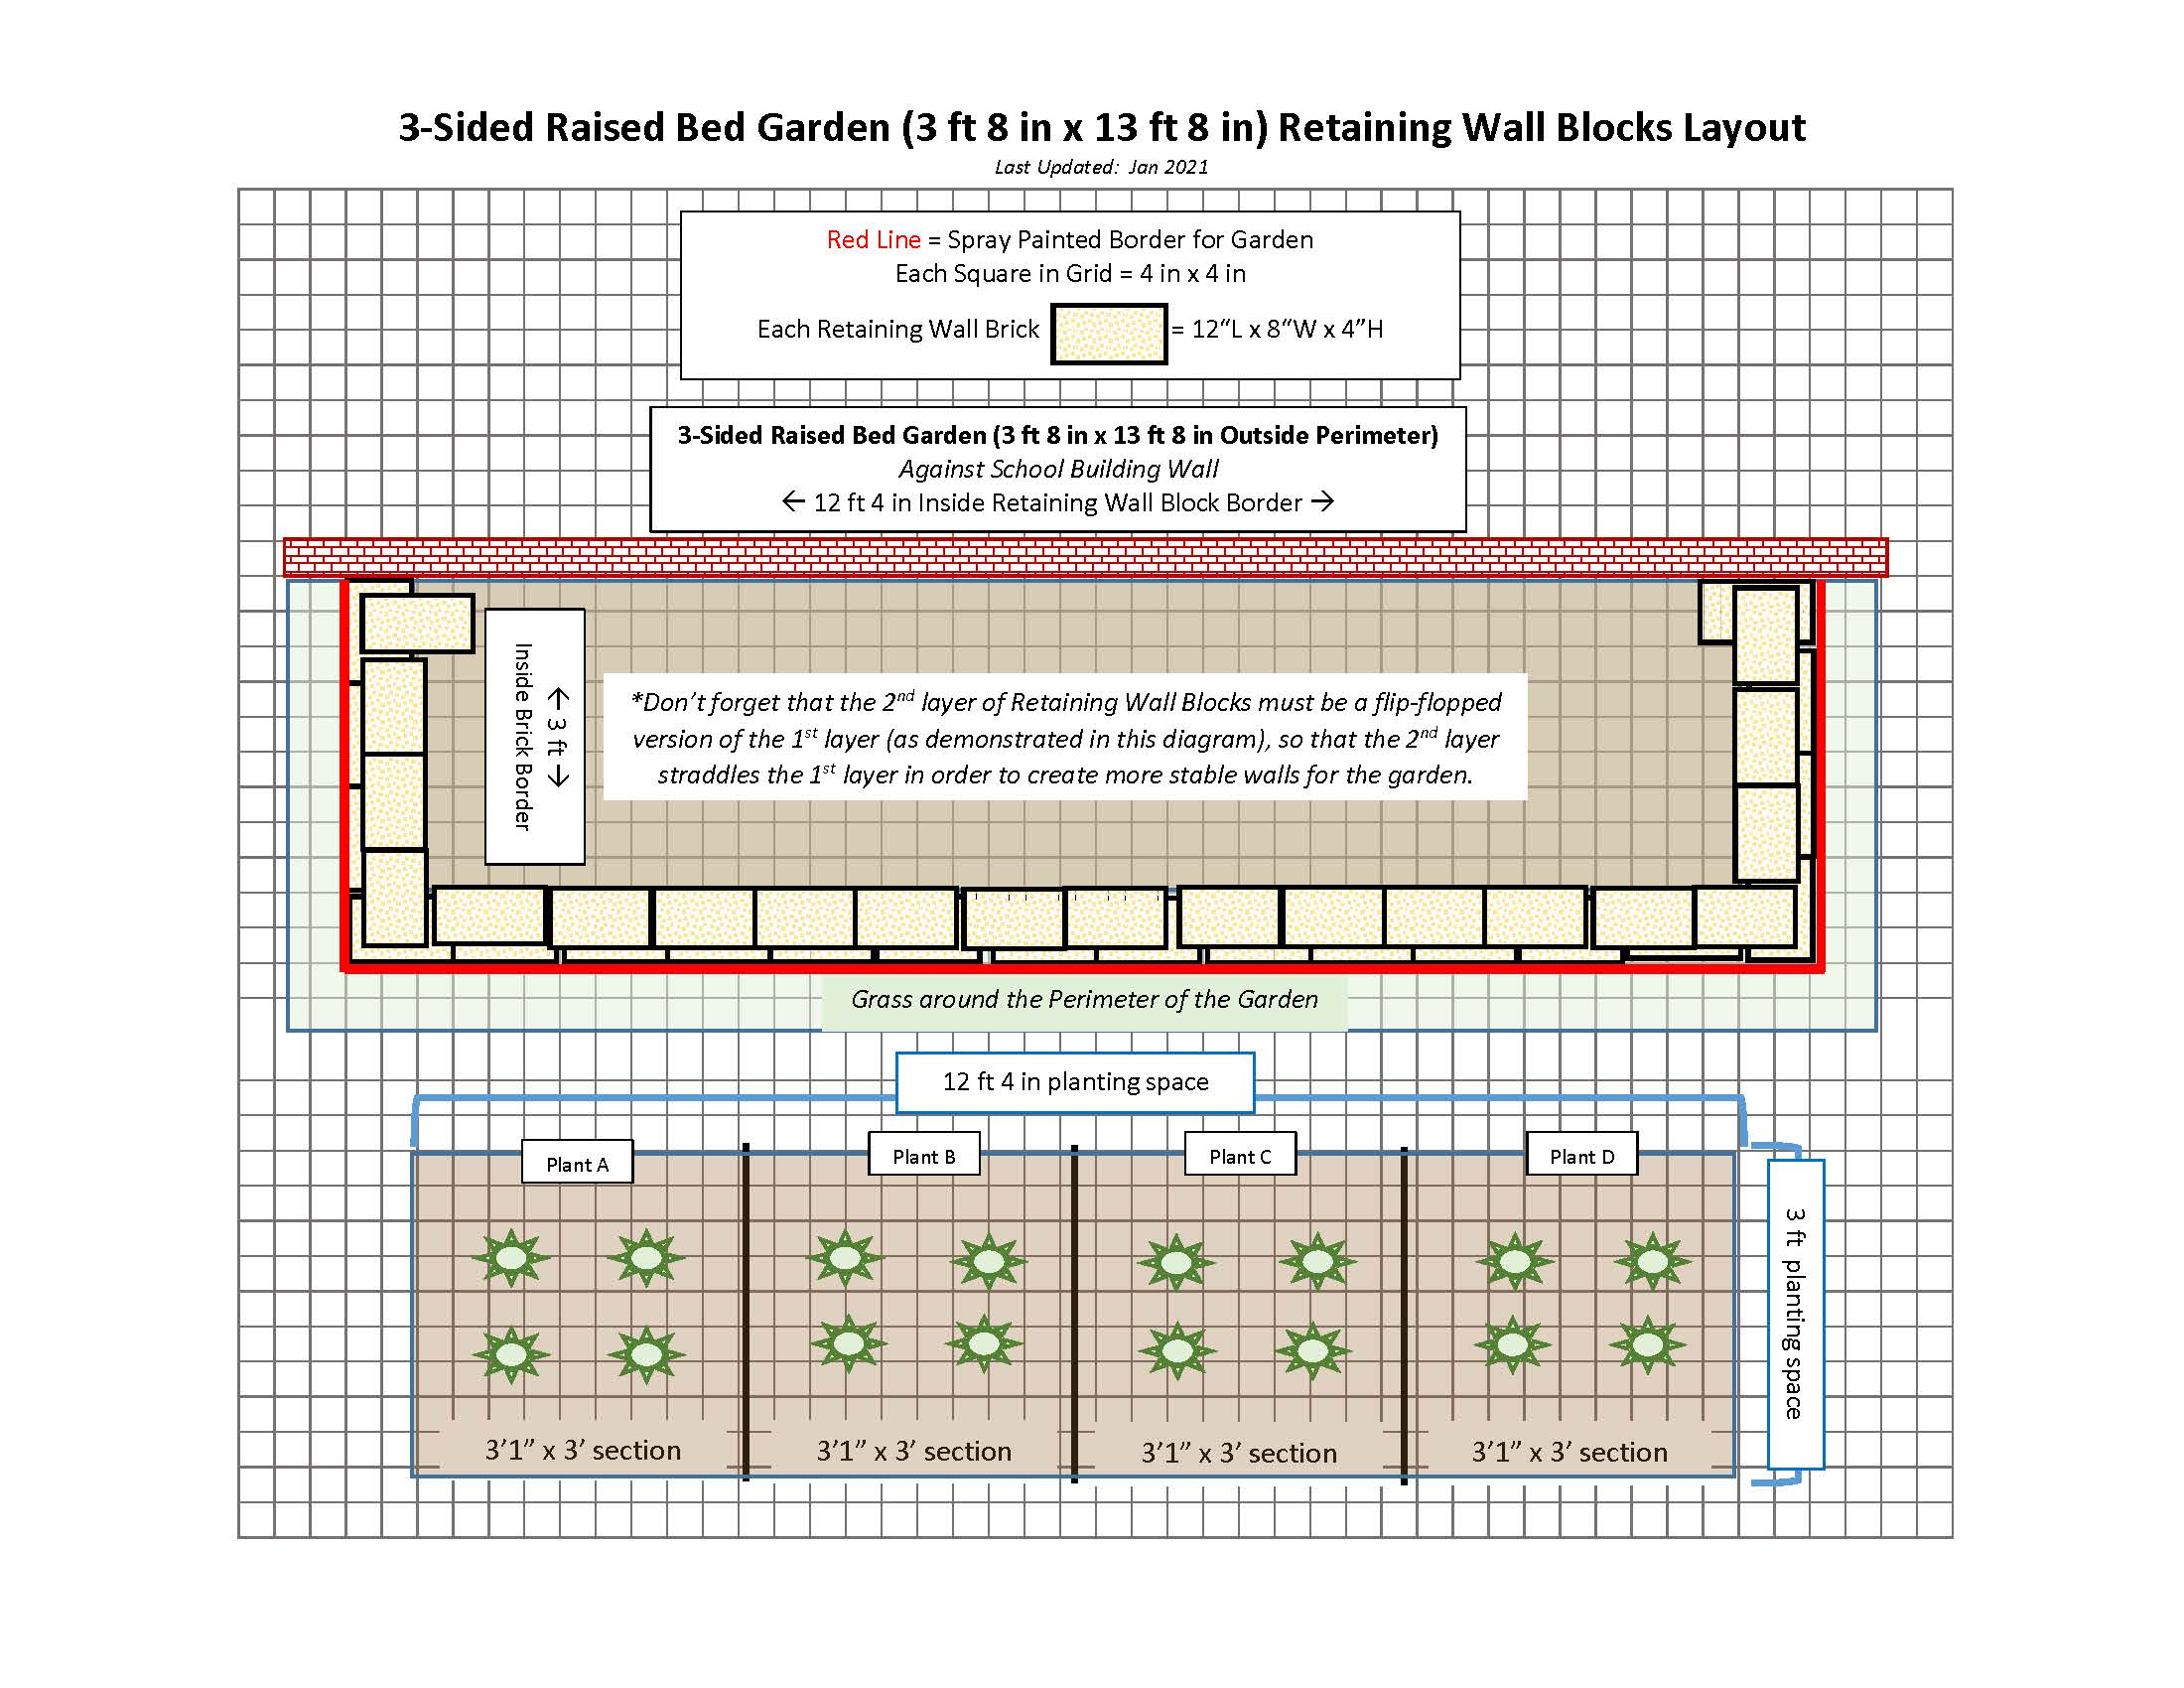 3-Sided Raised Bed Garden (3 ft 8 in x 13 ft 8 in) Retaining Wall Blocks Layout
Last Updated:  Jan 2021
Red Line = Spray Painted Border for Garden
Each Square in Grid = 4 in x 4 in
Each Retaining Wall Brick = 12“L x 8“W x 4”H
3-Sided Raised Bed Garden (3 ft 8 in x 13 ft 8 in Outside Perimeter)
Against School Building Wall
← 12 ft 4 in Inside Retaining Wall Block Border →
← 3 ft →
Inside Brick Border
*Don’t forget that the 2nd layer of Retaining Wall Blocks must be a flip-flopped
version of the 1st layer (as demonstrated in this diagram), so that the 2nd layer
straddles the 1st layer in order to create more stable walls for the garden.
Grass around the Perimeter of the Garden
12 ft 4 in planting space
Plant A
Plant B
Plant C
Plant D
3 ft  planting space
3’1” x 3’ section
3’1” x 3’ section
3’1” x 3’ section
3’1” x 3’ section